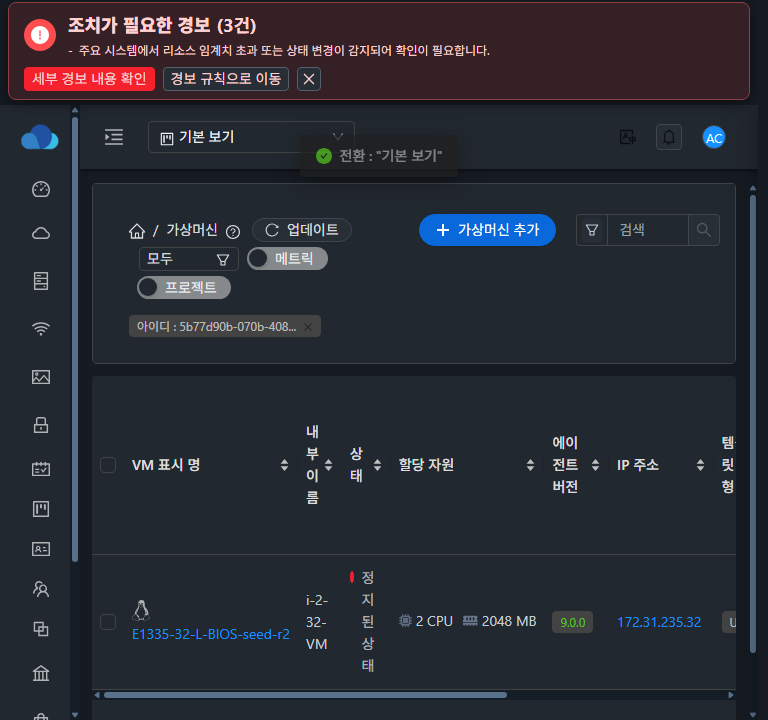 조치가 필요한 경보 (3건)
- 주요 시스템에서 리소스 임계치 초과 또는 상태 변경이 감지되어 확인이 필요합니다.
세부 경보 내용 확인 경보 규칙으로 이동
기본 보기
AC
전환 : "기본 보기"
/ 가상머신 업데이트
가상머신 추가
검색
모두 메트릭
프로젝트
아이디 : 5b77d90b-070b-408...
VM 표시 명
내부이름
상태
할당 자원
에이전트 버전
IP 주소
E1335-32-L-BIOS-seed-r2
i-2-32-VM
정지된 상태
2 CPU 2048 MB
9.0.0
172.31.235.32